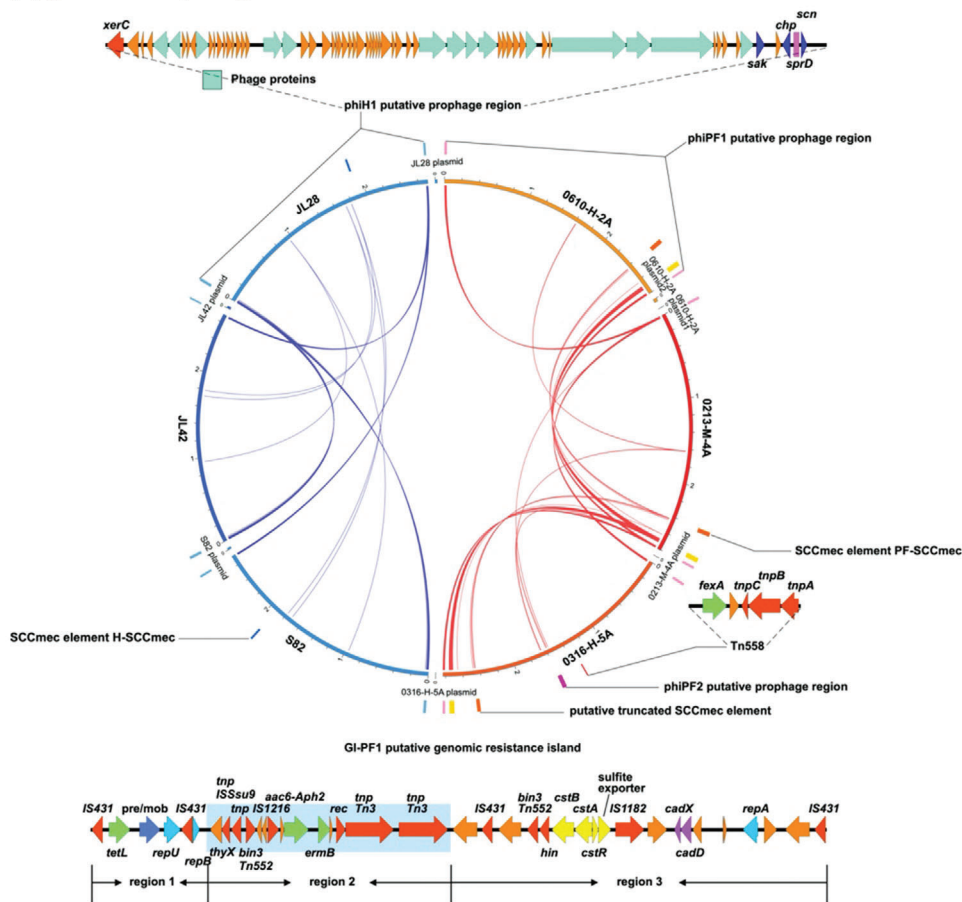 xerC
scn
chp
sak
sprD
Phage proteins
phiH1 putative prophage region
phiPF1 putative prophage region
JL28 plasmid
JL28
0610-H-2A
0610-H-2A
plasmid2
0610-H-2A
plasmid1
JL42 plasmid
JL42
0213-M-4A
S82 plasmid
0213-M-4A plasmid
SCCmec element PF-SCCmec
tnpB
fexA
tnpC
tnpA
Tn558
SCCmec element H-SCCmec
S82
0316-H-5A
0316-H-5A plasmid
phiPF2 putative prophage region
putative truncated SCCmec element
GI-PF1 putative genomic resistance island
sulfite
exporter
tnp
ISSsu9
aac6-Aph2
tnp
tnp
bin3
cstB
IS431
pre/mob
IS431
tnp
IS1216
rec
Tn3
Tn3
IS431
Tn552
cstA
IS1182
cadX
repA
IS431
tetL
repU
repB
thyX
bin3
Tn552
ermB
hin
cstR
cadD
region 1
region 2
region 3